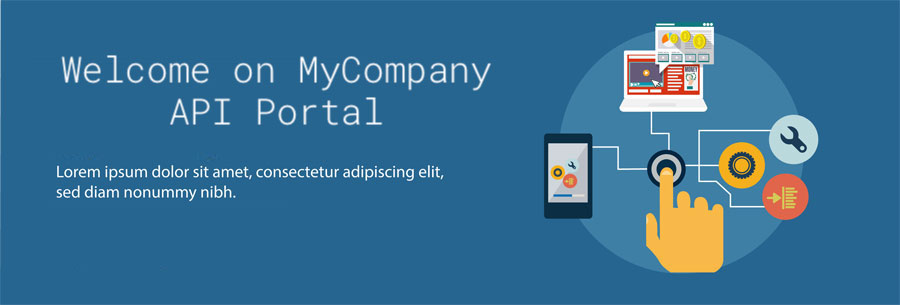 Welcome on MyCompany
API Portal
Lorem ipsum dolor sit amet, consectetur adipiscing elit,
sed diam nonummy nibh.